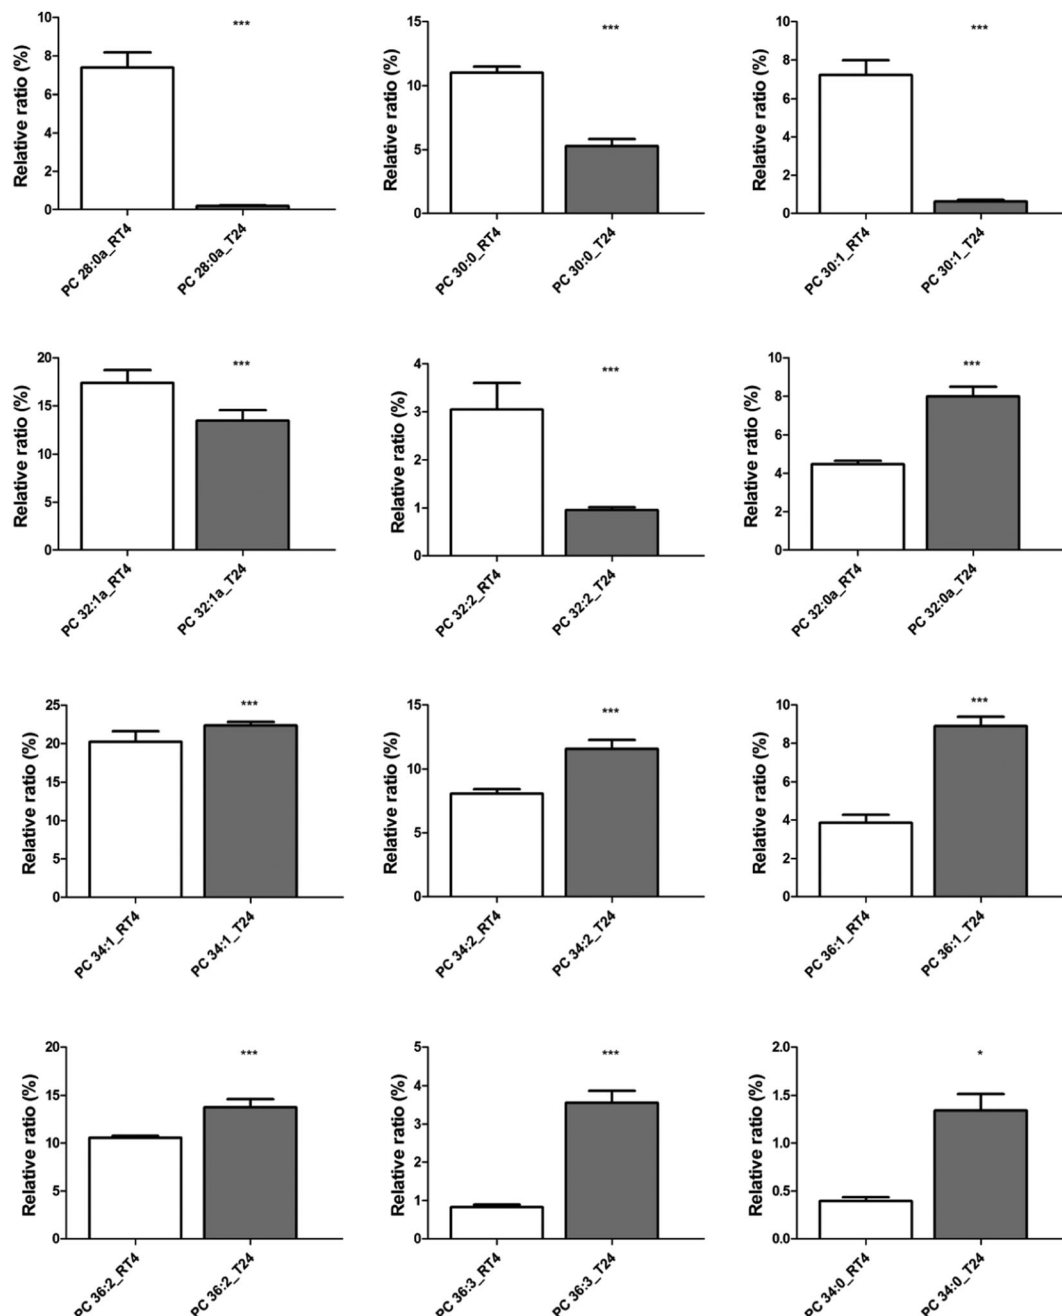 10
8
6
4
2
0
Relative ratio (%)
***
PC 28:0a_RT4
PC 28:0a_T24
15
10
5
0
Relative ratio (%)
***
PC 30:0_RT4
PC 30:0_T24
10
8
6
4
2
0
Relative ratio (%)
***
PC 30:1_RT4
PC 30:1_T24
20
15
10
5
0
Relative ratio (%)
***
PC 32:1a_RT4
PC 32:1a_T24
4
3
2
1
0
Relative ratio (%)
***
PC 32:2_RT4
PC 32:2_T24
10
8
6
4
2
0
Relative ratio (%)
***
PC 32:0a_RT4
PC 32:0a_T24
25
20
15
10
5
0
Relative ratio (%)
***
PC 34:1_RT4
PC 34:1_T24
15
10
5
0
Relative ratio (%)
***
PC 34:2_RT4
PC 34:2_T24
10
8
6
4
2
0
Relative ratio (%)
***
PC 36:1_RT4
PC 36:1_T24
20
15
10
5
0
Relative ratio (%)
***
PC 36:2_RT4
PC 36:2_T24
5
4
3
2
1
0
Relative ratio (%)
***
PC 36:3_RT4
PC 36:3_T24
2.0
1.5
1.0
0.5
0.0
Relative ratio (%)
*
PC 34:0_RT4
PC 34:0_T24